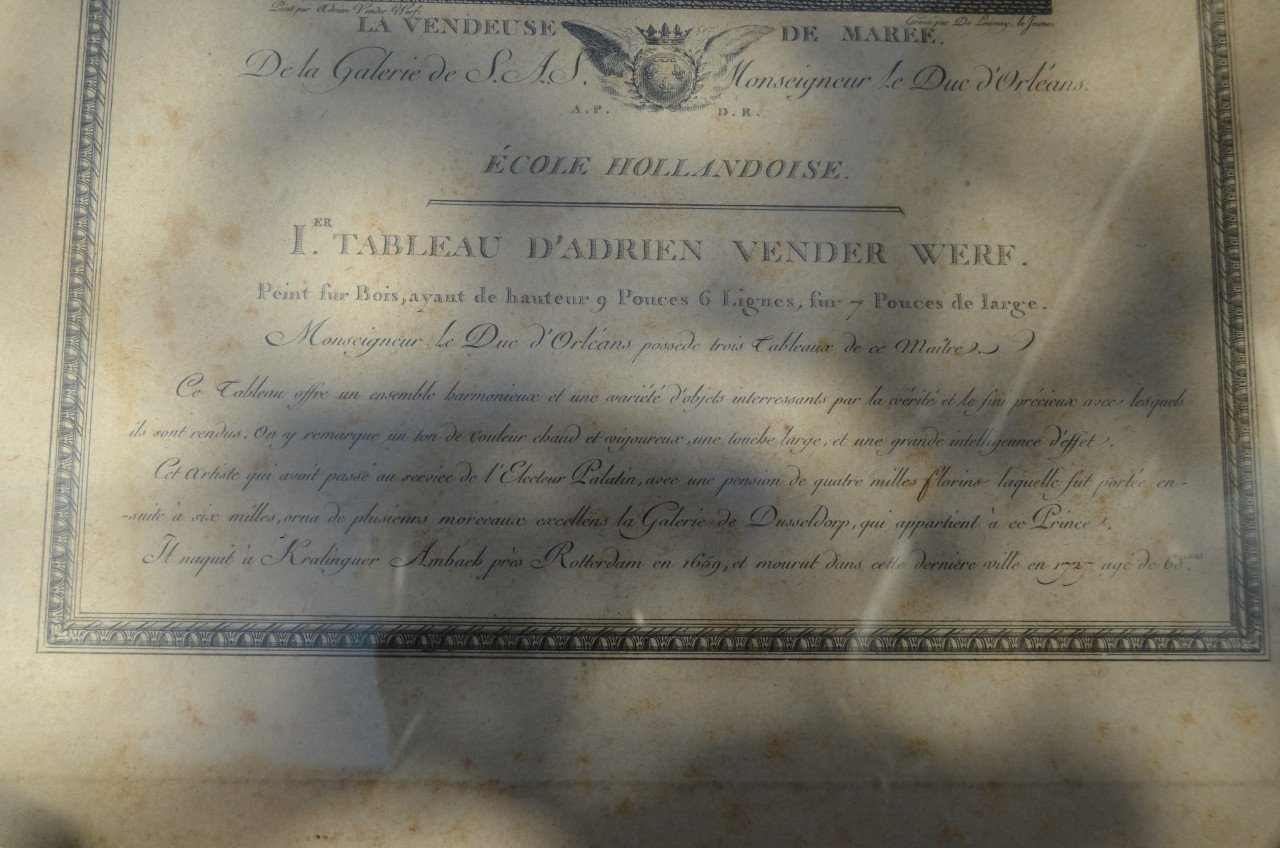 Peint par Adrien Vender Werf.
Gravé par De Launay, le Jeune.
LA VENDEUSE DE MARÉE.
De la Galerie de S.A.S. Monseigneur le Duc d'Orléans.
A.P. D.R.
ÉCOLE HOLLANDOISE.
I.ER TABLEAU D'ADRIEN VENDER WERF.
Peint sur Bois, ayant de hauteur 9 Pouces 6 Lignes, sur 7 Pouces de large.
Monseigneur le Duc d'Orléans possede trois Tableaux de ce Maître.
Ce Tableau offre un ensemble harmonieux et une variété d'objets interressants par la vérité et le fini précieux avec lesquels
ils sont rendus. On y remarque un ton de couleur chaud et vigoureux, une touche large, et une grande intelligeance d'effet.
Cet Artiste qui avoit passé au service de l'Electeur Palatin, avec une pension de quatre milles florins laquelle fut portée en-
-suite à six milles, orna de plusieurs morceaux excellens la Galerie de Dusseldorp, qui appartient à ce Prince.
Il naquit à Kralinguer Ambach près Rotterdam en 1659, et mourut dans cette dernière ville en 1727 agé de 68 ans.